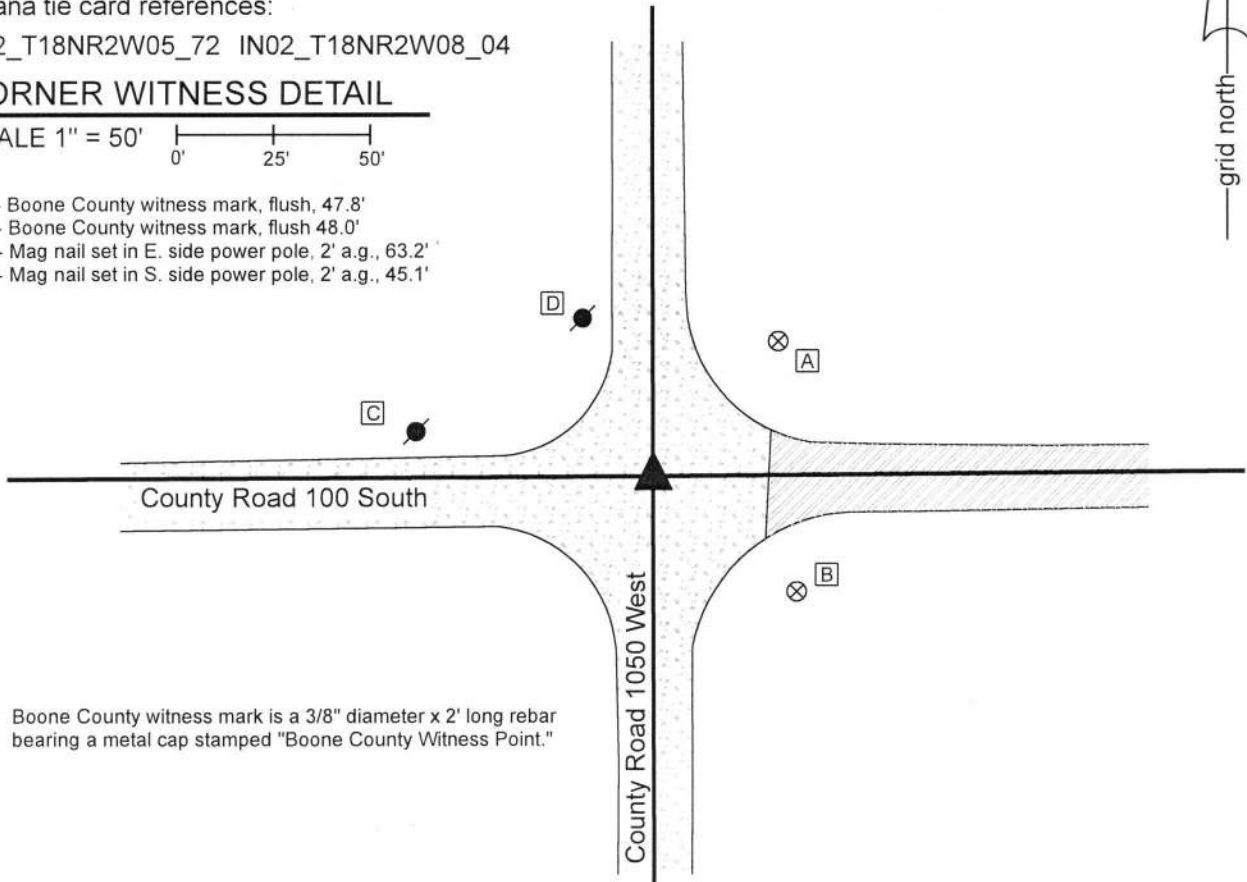 ana tie card references:
2_T18NR2W05_72 IN02_T18NR2W08_04
ORNER WITNESS DETAIL
ALE 1" = 50'
0' 25' 50'
- Boone County witness mark, flush, 47.8'
- Boone County witness mark, flush 48.0'
- Mag nail set in E. side power pole, 2' a.g., 63.2'
- Mag nail set in S. side power pole, 2' a.g., 45.1'
grid north
D
A
C
County Road 100 South
B
County Road 1050 West
Boone County witness mark is a 3/8" diameter x 2' long rebar
bearing a metal cap stamped "Boone County Witness Point."